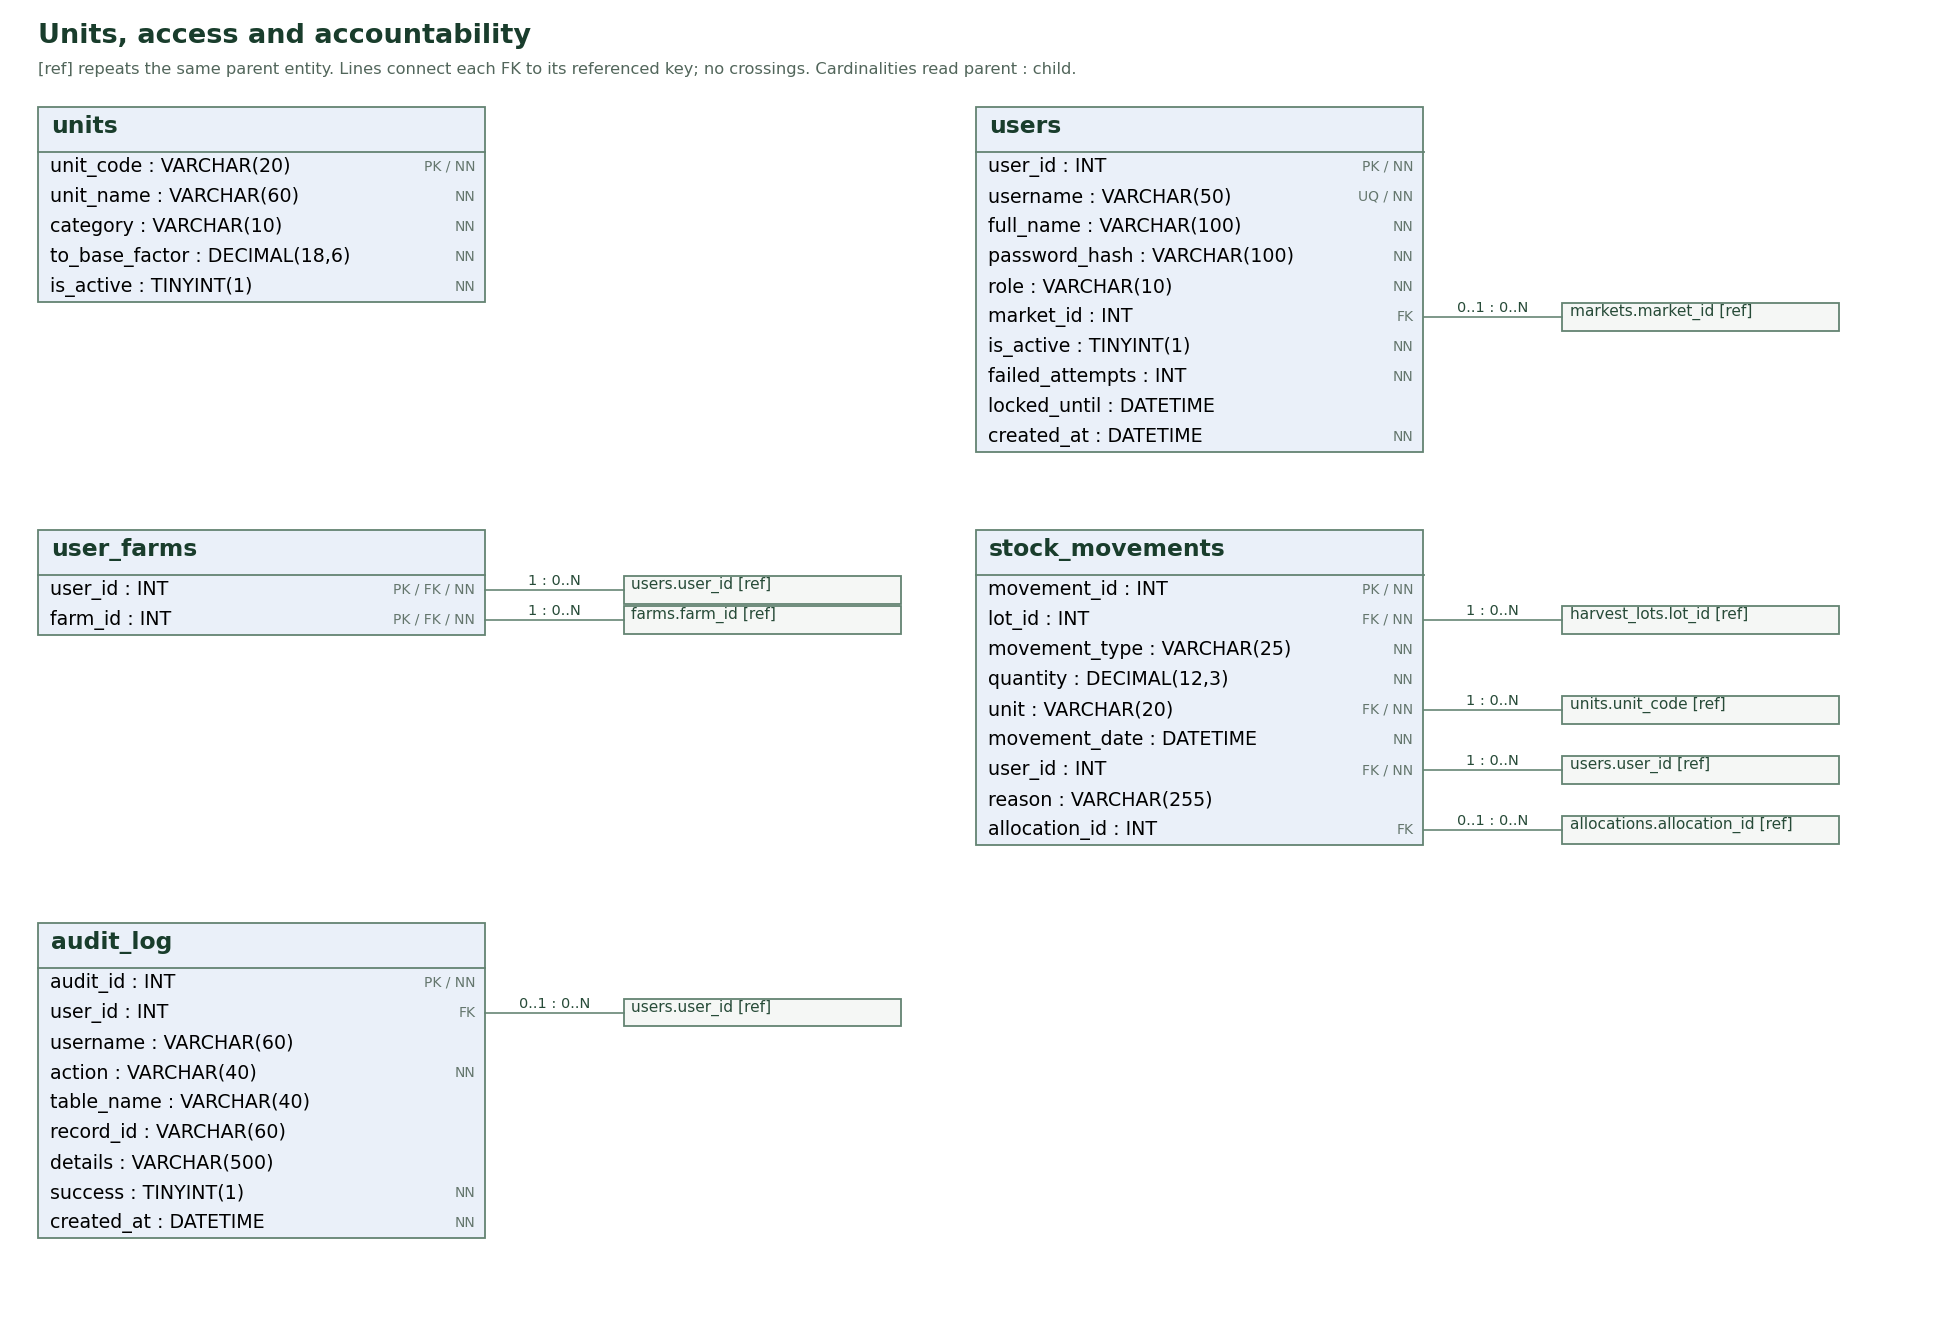 Units, access and accountability
[ref] repeats the same parent entity. Lines connect each FK to its referenced key; no crossings. Cardinalities read parent : child.
units
unit_code : VARCHAR(20) PK / NN
unit_name : VARCHAR(60) NN
category : VARCHAR(10) NN
to_base_factor : DECIMAL(18,6) NN
is_active : TINYINT(1) NN
users
user_id : INT PK / NN
username : VARCHAR(50) UQ / NN
full_name : VARCHAR(100) NN
password_hash : VARCHAR(100) NN
role : VARCHAR(10) NN
market_id : INT FK 0..1 : 0..N markets.market_id [ref]
is_active : TINYINT(1) NN
failed_attempts : INT NN
locked_until : DATETIME
created_at : DATETIME NN
user_farms
user_id : INT PK / FK / NN 1 : 0..N users.user_id [ref]
farm_id : INT PK / FK / NN 1 : 0..N farms.farm_id [ref]
stock_movements
movement_id : INT PK / NN
lot_id : INT FK / NN 1 : 0..N harvest_lots.lot_id [ref]
movement_type : VARCHAR(25) NN
quantity : DECIMAL(12,3) NN
unit : VARCHAR(20) FK / NN 1 : 0..N units.unit_code [ref]
movement_date : DATETIME NN
user_id : INT FK / NN 1 : 0..N users.user_id [ref]
reason : VARCHAR(255)
allocation_id : INT FK 0..1 : 0..N allocations.allocation_id [ref]
audit_log
audit_id : INT PK / NN
user_id : INT FK 0..1 : 0..N users.user_id [ref]
username : VARCHAR(60)
action : VARCHAR(40) NN
table_name : VARCHAR(40)
record_id : VARCHAR(60)
details : VARCHAR(500)
success : TINYINT(1) NN
created_at : DATETIME NN